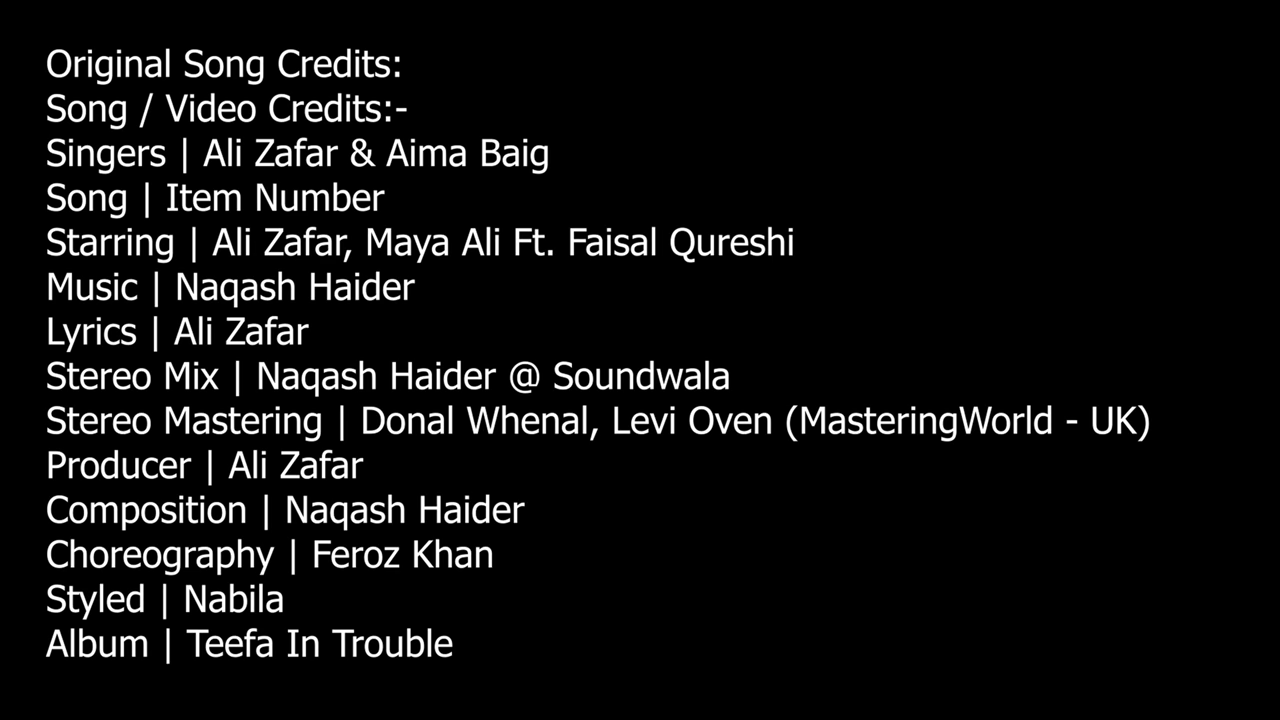 Original Song Credits:
Song / Video Credits:-
Singers | Ali Zafar & Aima Baig
Song | Item Number
Starring | Ali Zafar, Maya Ali Ft. Faisal Qureshi
Music | Naqash Haider
Lyrics | Ali Zafar
Stereo Mix | Naqash Haider @ Soundwala
Stereo Mastering | Donal Whenal, Levi Oven (MasteringWorld - UK)
Producer | Ali Zafar
Composition | Naqash Haider
Choreography | Feroz Khan
Styled | Nabila
Album | Teefa In Trouble